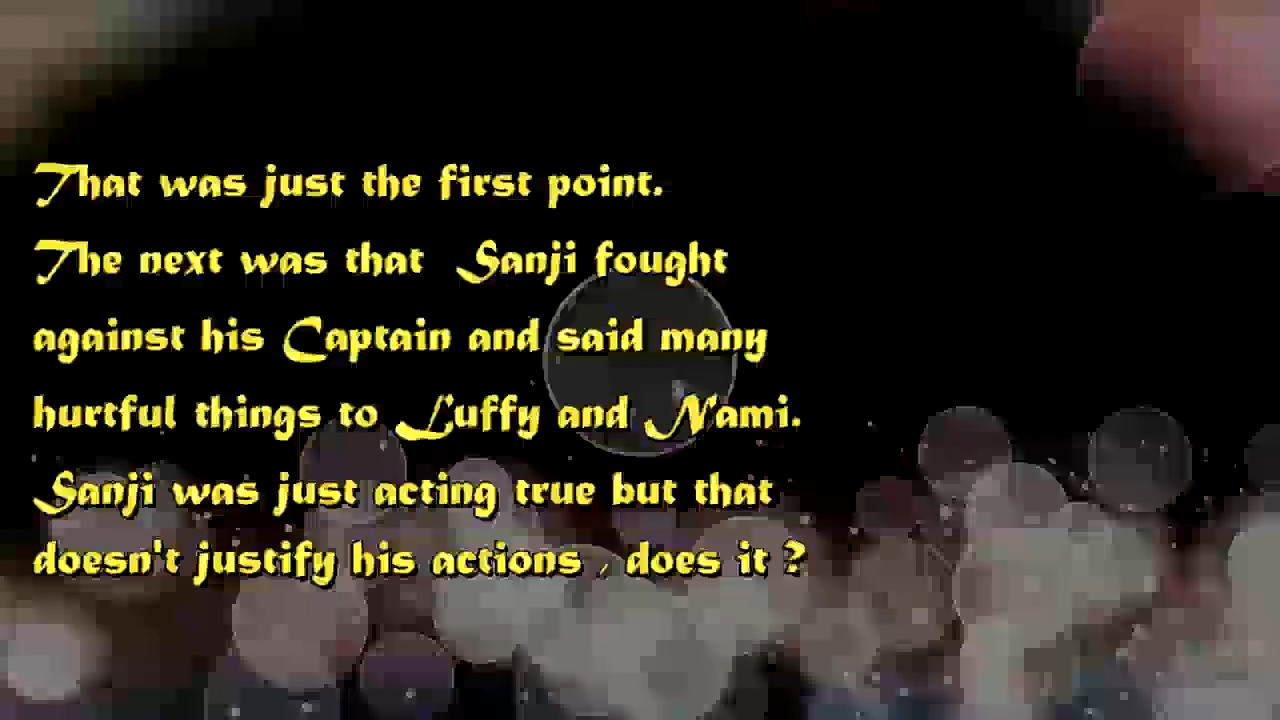 That was just the first point.
The next was that Sanji fought
against his Captain and said many
hurtful things to Luffy and Nami.
Sanji was just acting true but that
doesn't justify his actions , does it ?